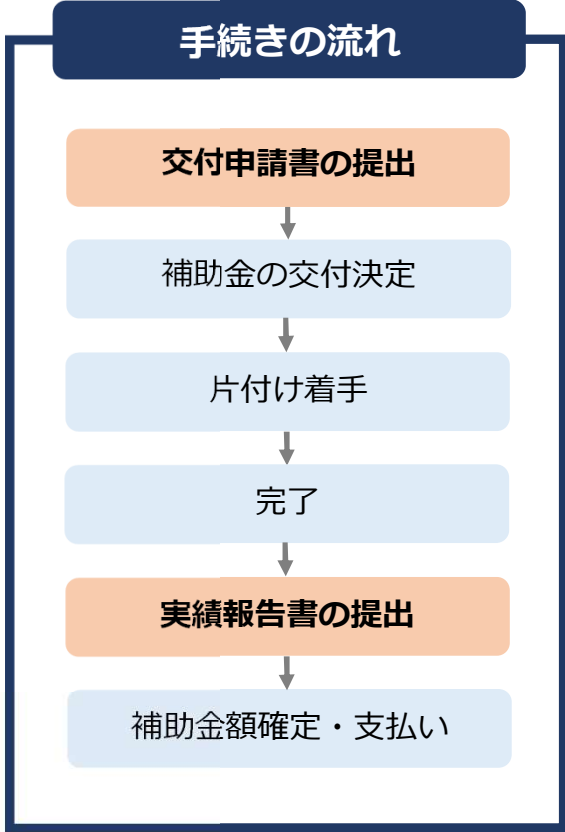 手続きの流れ
交付申請書の提出
補助金の交付決定
片付け着手
完了
実績報告書の提出
補助金額確定・支払い